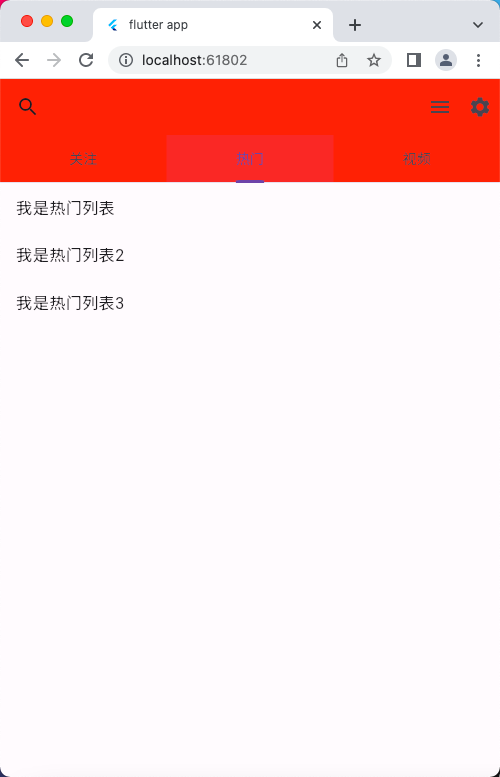 flutter app
localhost:61802
关注 热门 视频
我是热门列表
我是热门列表2
我是热门列表3